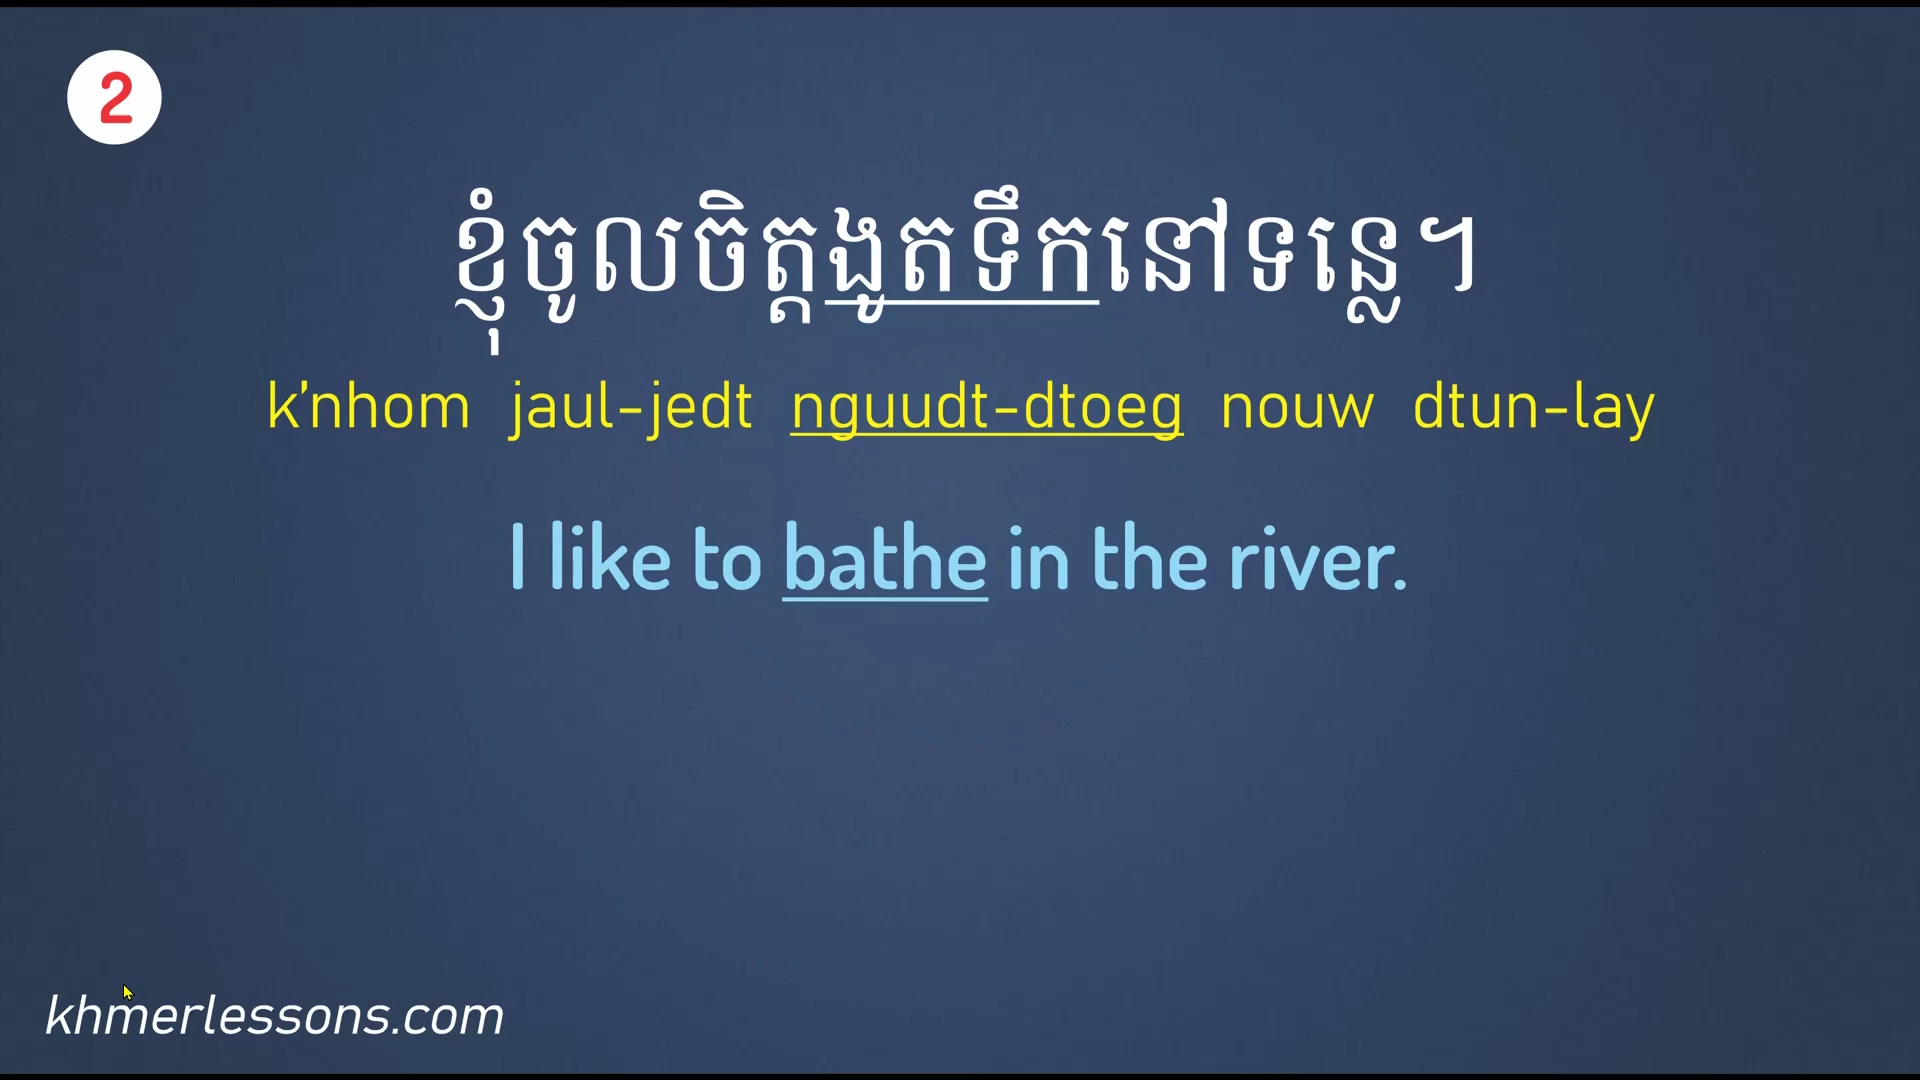 2
ខ្ញុំចូលចិត្តងូតទឹកនៅទន្លេ។
k'nhom jaul-jedt nguudt-dtoeg nouw dtun-lay
I like to bathe in the river.
khmerlessons.com